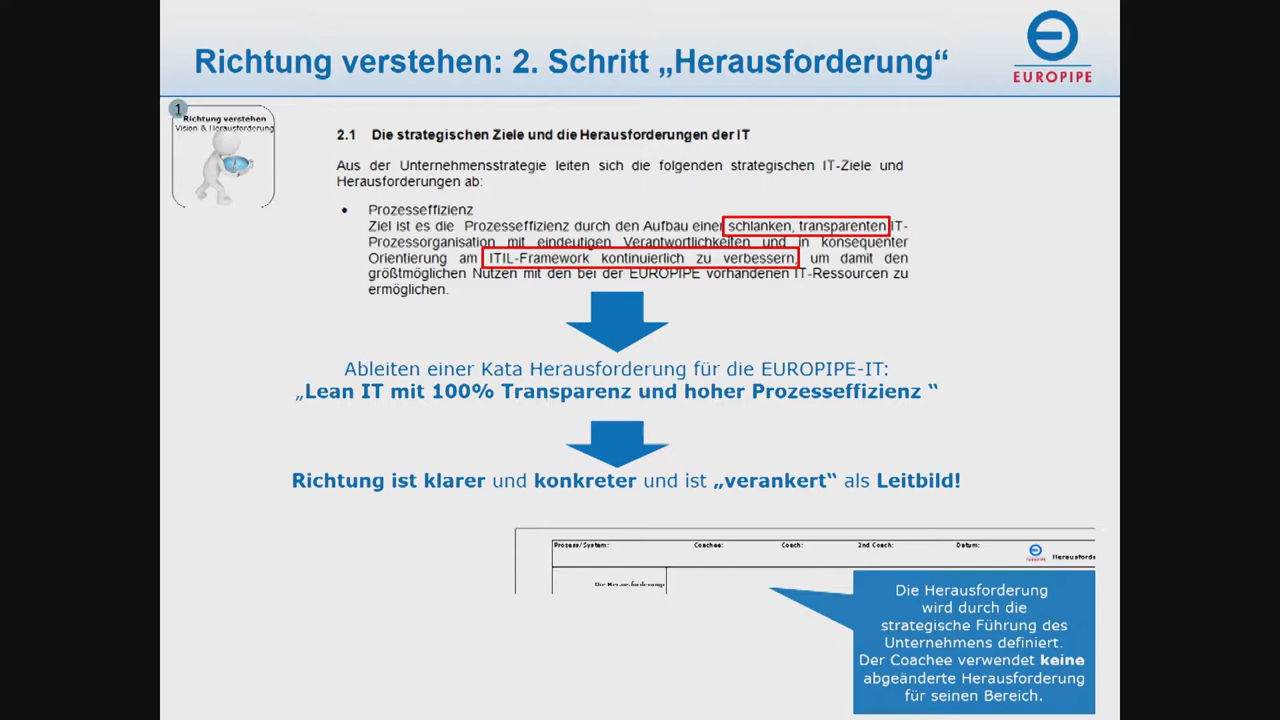 Richtung verstehen: 2. Schritt „Herausforderung“
EUROPIPE
1
Richtung verstehen
Vision & Herausforderung
2.1 Die strategischen Ziele und die Herausforderungen der IT
Aus der Unternehmensstrategie leiten sich die folgenden strategischen IT-Ziele und
Herausforderungen ab:
• Prozesseffizienz
Ziel ist es die Prozesseffizienz durch den Aufbau einer schlanken, transparenten IT-
Prozessorganisation mit eindeutigen Verantwortlichkeiten und in konsequenter
Orientierung am ITIL-Framework kontinuierlich zu verbessern, um damit den
größtmöglichen Nutzen mit den bei der EUROPIPE vorhandenen IT-Ressourcen zu
ermöglichen.
Ableiten einer Kata Herausforderung für die EUROPIPE-IT:
„Lean IT mit 100% Transparenz und hoher Prozesseffizienz “
Richtung ist klarer und konkreter und ist „verankert“ als Leitbild!
Prozess/System: Coachee: Coach: 2nd Coach: Datum: Herausforde
Die Herausforderung:
Die Herausforderung
wird durch die
strategische Führung des
Unternehmens definiert.
Der Coachee verwendet keine
abgeänderte Herausforderung
für seinen Bereich.